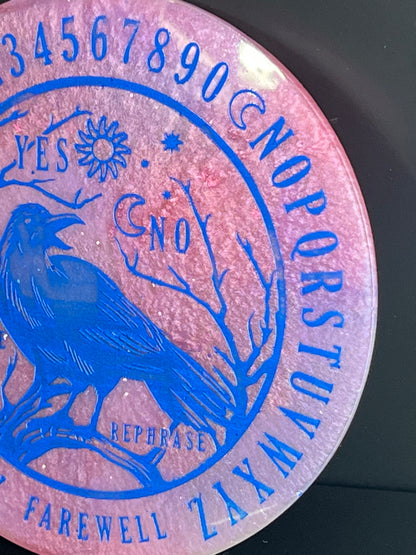 34567890
NOPQRSTUVWXYZ
YES
NO
REPHRASE
FAREWELL